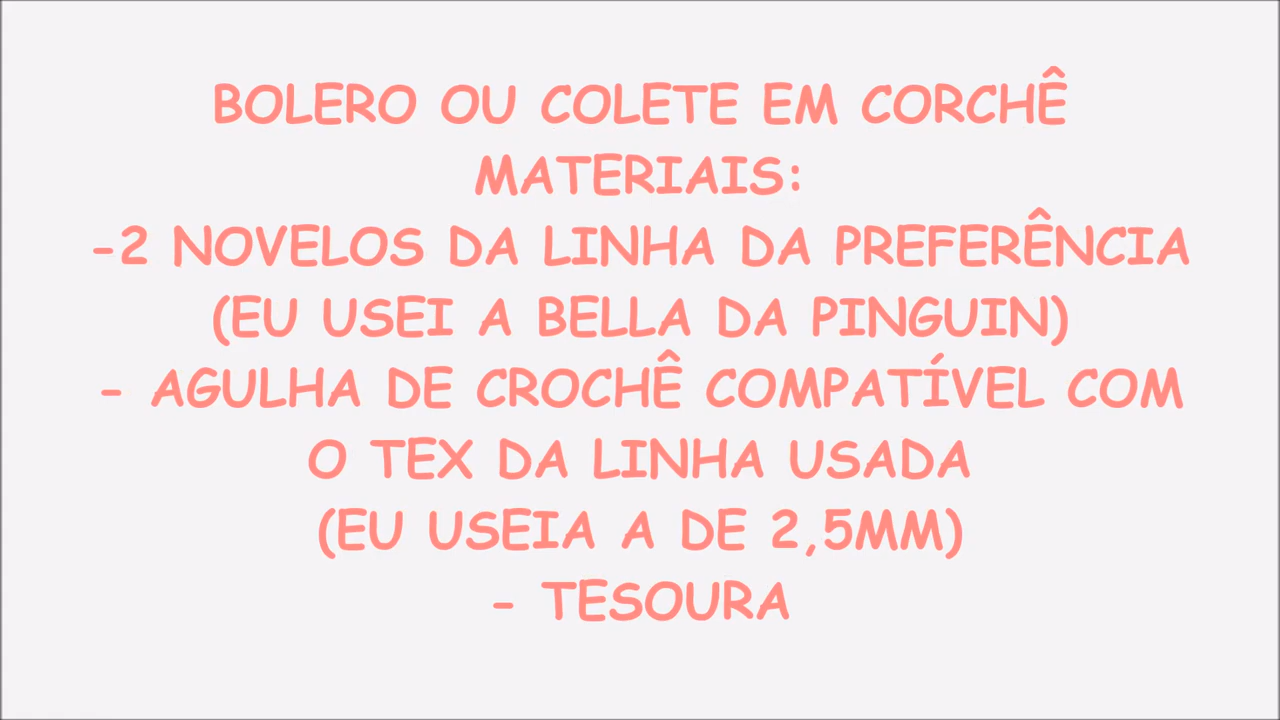 BOLERO OU COLETE EM CORCHÊ
MATERIAIS:
-2 NOVELOS DA LINHA DA PREFERÊNCIA
(EU USEI A BELLA DA PINGUIN)
- AGULHA DE CROCHÊ COMPATÍVEL COM
O TEX DA LINHA USADA
(EU USEIA A DE 2,5MM)
- TESOURA